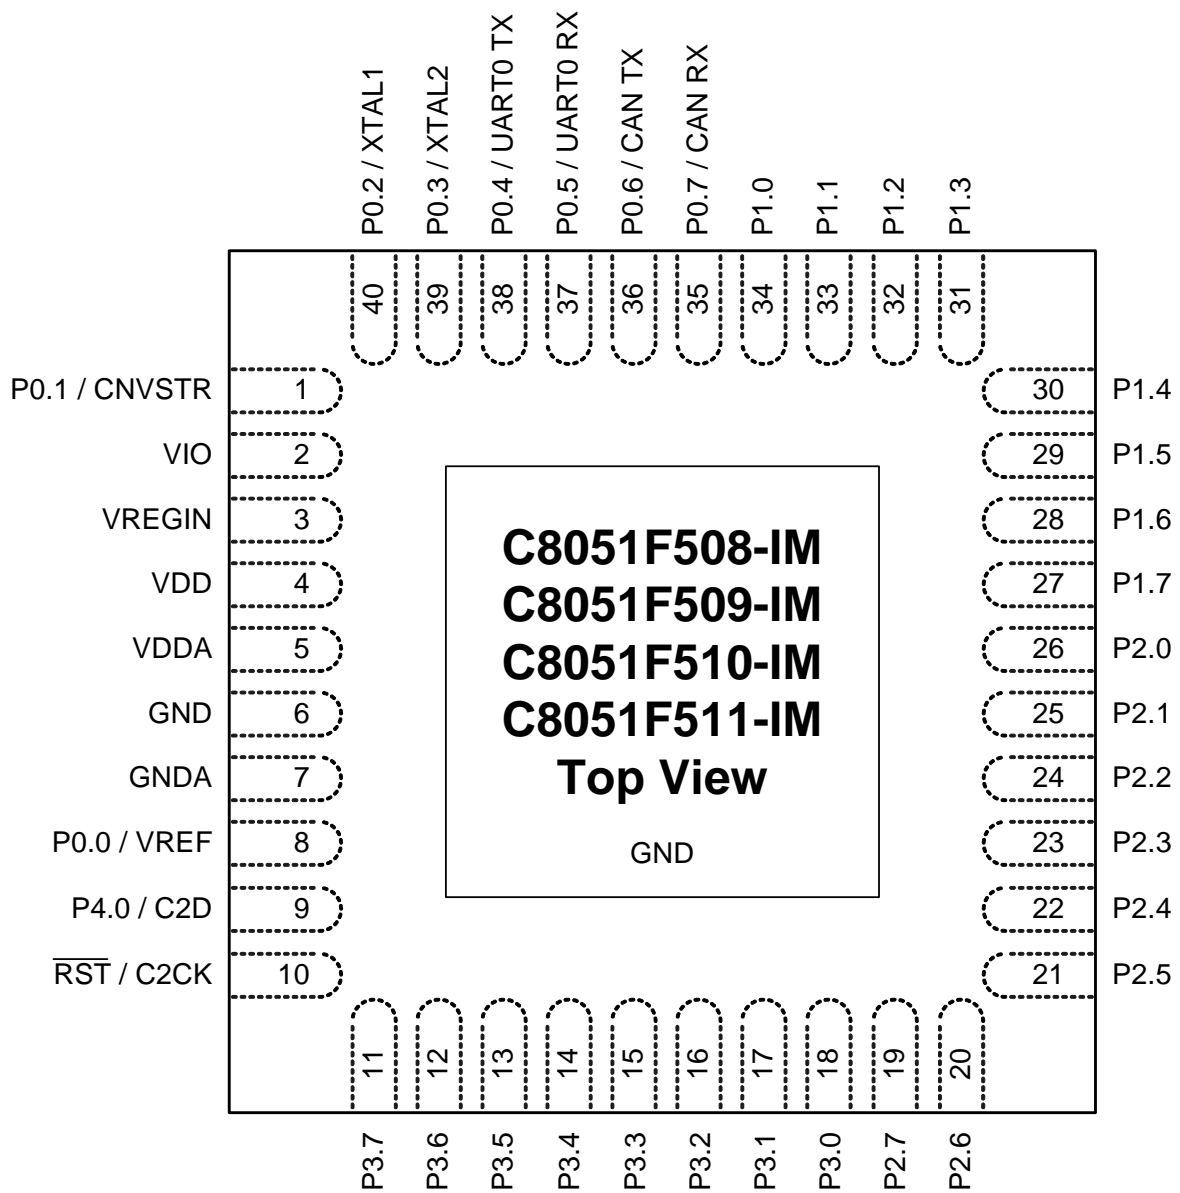 P0.2 / XTAL1
P0.3 / XTAL2
P0.4 / UART0 TX
P0.5 / UART0 RX
P0.6 / CAN TX
P0.7 / CAN RX
P1.0
P1.1
P1.2
P1.3
40
39
38
37
36
35
34
33
32
31
P0.1 / CNVSTR 1
VIO 2
VREGIN 3
VDD 4
VDDA 5
GND 6
GNDA 7
P0.0 / VREF 8
P4.0 / C2D 9
R̅S̅T̅ / C2CK 10
C8051F508-IM
C8051F509-IM
C8051F510-IM
C8051F511-IM
Top View
GND
30 P1.4
29 P1.5
28 P1.6
27 P1.7
26 P2.0
25 P2.1
24 P2.2
23 P2.3
22 P2.4
21 P2.5
11
12
13
14
15
16
17
18
19
20
P3.7
P3.6
P3.5
P3.4
P3.3
P3.2
P3.1
P3.0
P2.7
P2.6